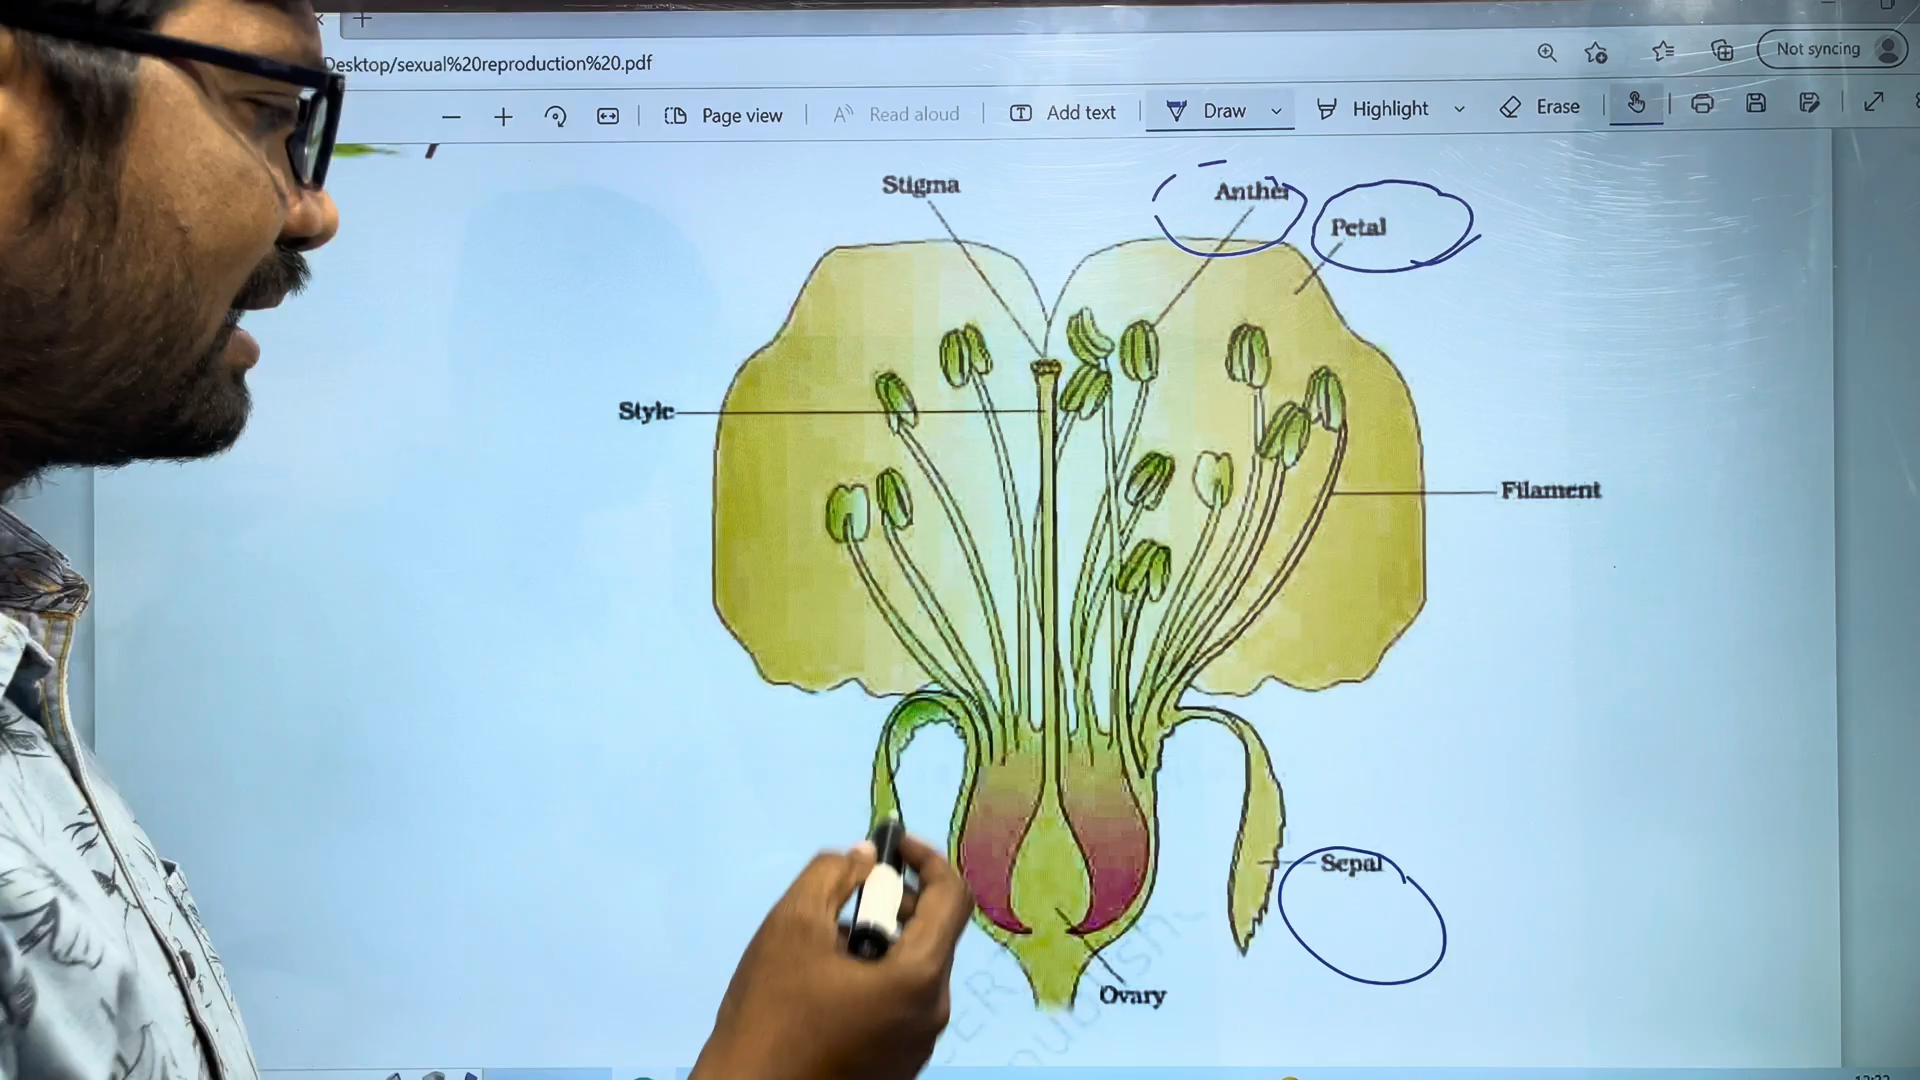 Desktop/sexual%20reproduction%20.pdf
Not syncing
Page view
Read aloud
Add text
Draw
Highlight
Erase
Stigma
Anther
Petal
Style
Filament
Sepal
Ovary